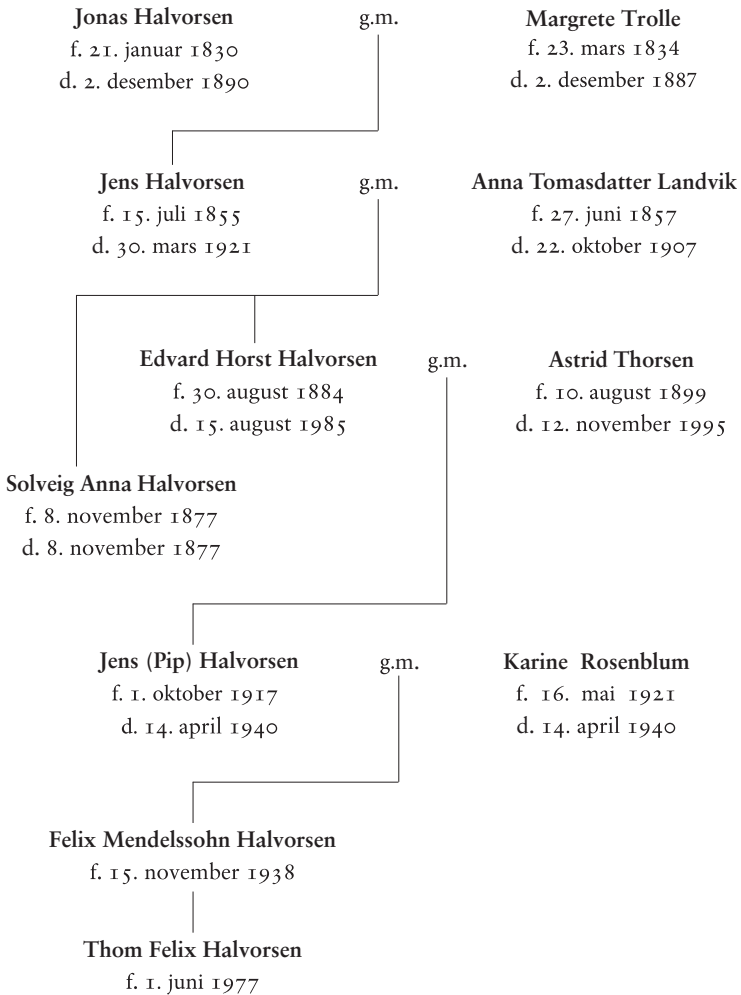 Jonas Halvorsen g.m. Margrete Trolle
f. 21. januar 1830 f. 23. mars 1834
d. 2. desember 1890 d. 2. desember 1887
Jens Halvorsen g.m. Anna Tomasdatter Landvik
f. 15. juli 1855 f. 27. juni 1857
d. 30. mars 1921 d. 22. oktober 1907
Edvard Horst Halvorsen g.m. Astrid Thorsen
f. 30. august 1884 f. 10. august 1899
d. 15. august 1985 d. 12. november 1995
Solveig Anna Halvorsen
f. 8. november 1877
d. 8. november 1877
Jens (Pip) Halvorsen g.m. Karine Rosenblum
f. 1. oktober 1917 f. 16. mai 1921
d. 14. april 1940 d. 14. april 1940
Felix Mendelssohn Halvorsen
f. 15. november 1938
Thom Felix Halvorsen
f. 1. juni 1977